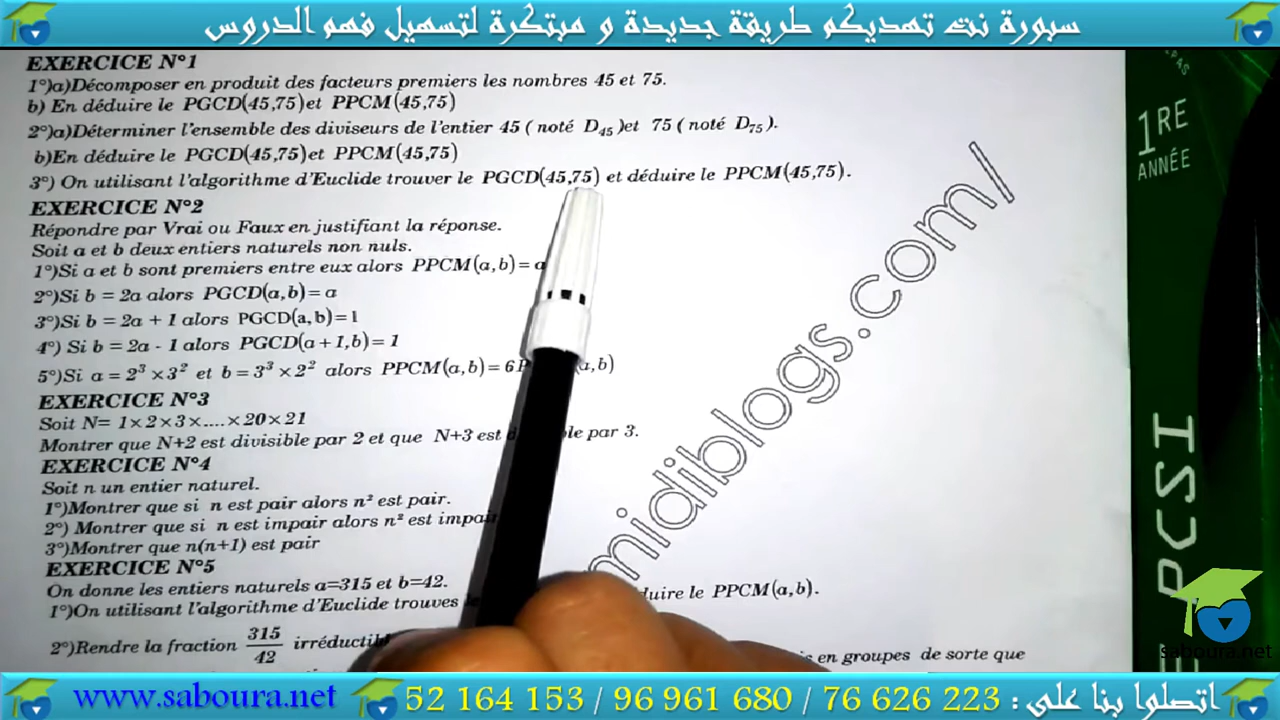 سبورة نت تهديكم طريقة جديدة و مبتكرة لتسهيل فهم الدروس
EXERCICE N°1
1°)a)Décomposer en produit des facteurs premiers les nombres 45 et 75.
b) En déduire le PGCD(45,75)et PPCM(45,75)
2°)a)Déterminer l'ensemble des diviseurs de l'entier 45 ( noté D₄₅ )et 75 ( noté D₇₅ ).
b)En déduire le PGCD(45,75)et PPCM(45,75)
3°) On utilisant l'algorithme d'Euclide trouver le PGCD(45,75) et déduire le PPCM(45,75).
EXERCICE N°2
Répondre par Vrai ou Faux en justifiant la réponse.
Soit a et b deux entiers naturels non nuls.
1°)Si a et b sont premiers entre eux alors PPCM(a,b)= a
2°)Si b = 2a alors PGCD(a,b)= a
3°)Si b = 2a + 1 alors PGCD(a,b)=1
4°) Si b = 2a - 1 alors PGCD(a+1,b)= 1
5°)Si a = 2³ ×3² et b = 3³ ×2² alors PPCM(a,b)= 6P (a,b)
EXERCICE N°3
Soit N= 1×2×3×....×20×21
Montrer que N+2 est divisible par 2 et que N+3 est par 3.
EXERCICE N°4
Soit n un entier naturel.
1°)Montrer que si n est pair alors n² est pair.
2°) Montrer que si n est impair alors n² est impair
3°)Montrer que n(n+1) est pair
EXERCICE N°5
On donne les entiers naturels a=315 et b=42.
1°)On utilisant l'algorithme d'Euclide trouves duire le PPCM(a,b).
2°)Rendre la fraction 315/42
en groupes de sorte que
midiblogs.com/
1RE
ANNÉE
PCSI
saboura.net
www.saboura.net
52 164 153 / 96 961 680 / 76 626 223 : اتصلوا بنا على